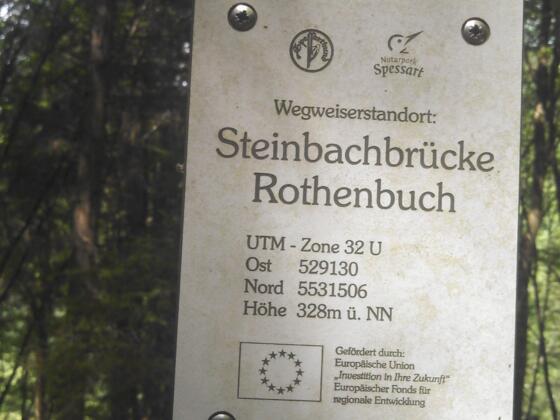 Naturpark
Spessart
Wegweiserstandort:
Steinbachbrücke
Rothenbuch
UTM - Zone 32 U
Ost 529130
Nord 5531506
Höhe 328m ü. NN
Gefördert durch:
Europäische Union
„Investition in Ihre Zukunft"
Europäischer Fonds für
regionale Entwicklung